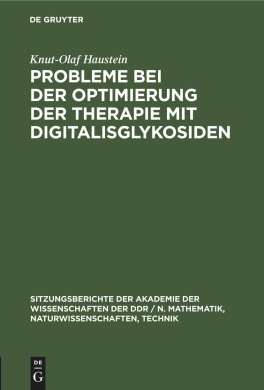 DE GRUYTER
Knut-Olaf Haustein
PROBLEME BEI
DER OPTIMIERUNG
DER THERAPIE MIT
DIGITALISGLYKOSIDEN
SITZUNGSBERICHTE DER AKADEMIE DER
WISSENSCHAFTEN DER DDR / N. MATHEMATIK,
NATURWISSENSCHAFTEN, TECHNIK
DE
G